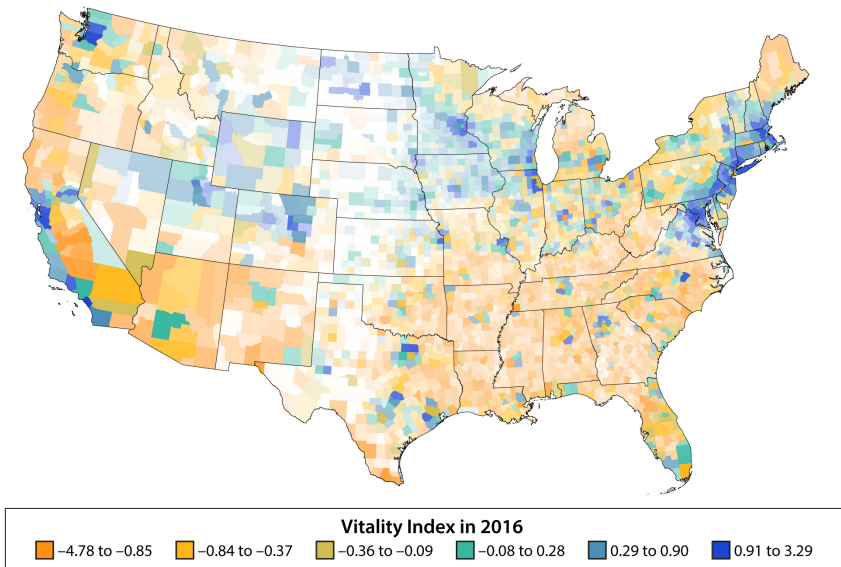 Vitality Index in 2016
–4.78 to –0.85 –0.84 to –0.37 –0.36 to –0.09 –0.08 to 0.28 0.29 to 0.90 0.91 to 3.29